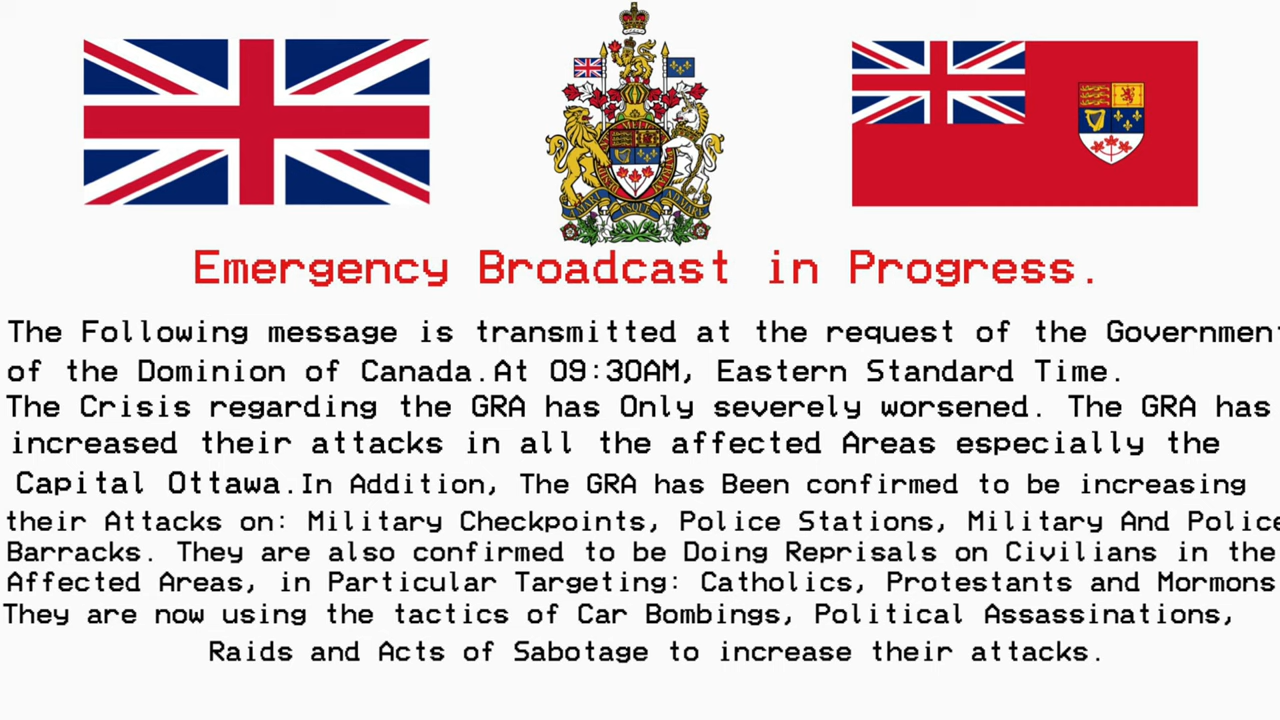 Emergency Broadcast in Progress.
The Following message is transmitted at the request of the Government
of the Dominion of Canada.At 09:30AM, Eastern Standard Time.
The Crisis regarding the GRA has Only severely worsened. The GRA has
increased their attacks in all the affected Areas especially the
Capital Ottawa.In Addition, The GRA has Been confirmed to be increasing
their Attacks on: Military Checkpoints, Police Stations, Military And Police
Barracks. They are also confirmed to be Doing Reprisals on Civilians in the
Affected Areas, in Particular Targeting: Catholics, Protestants and Mormons
They are now using the tactics of Car Bombings, Political Assassinations,
Raids and Acts of Sabotage to increase their attacks.